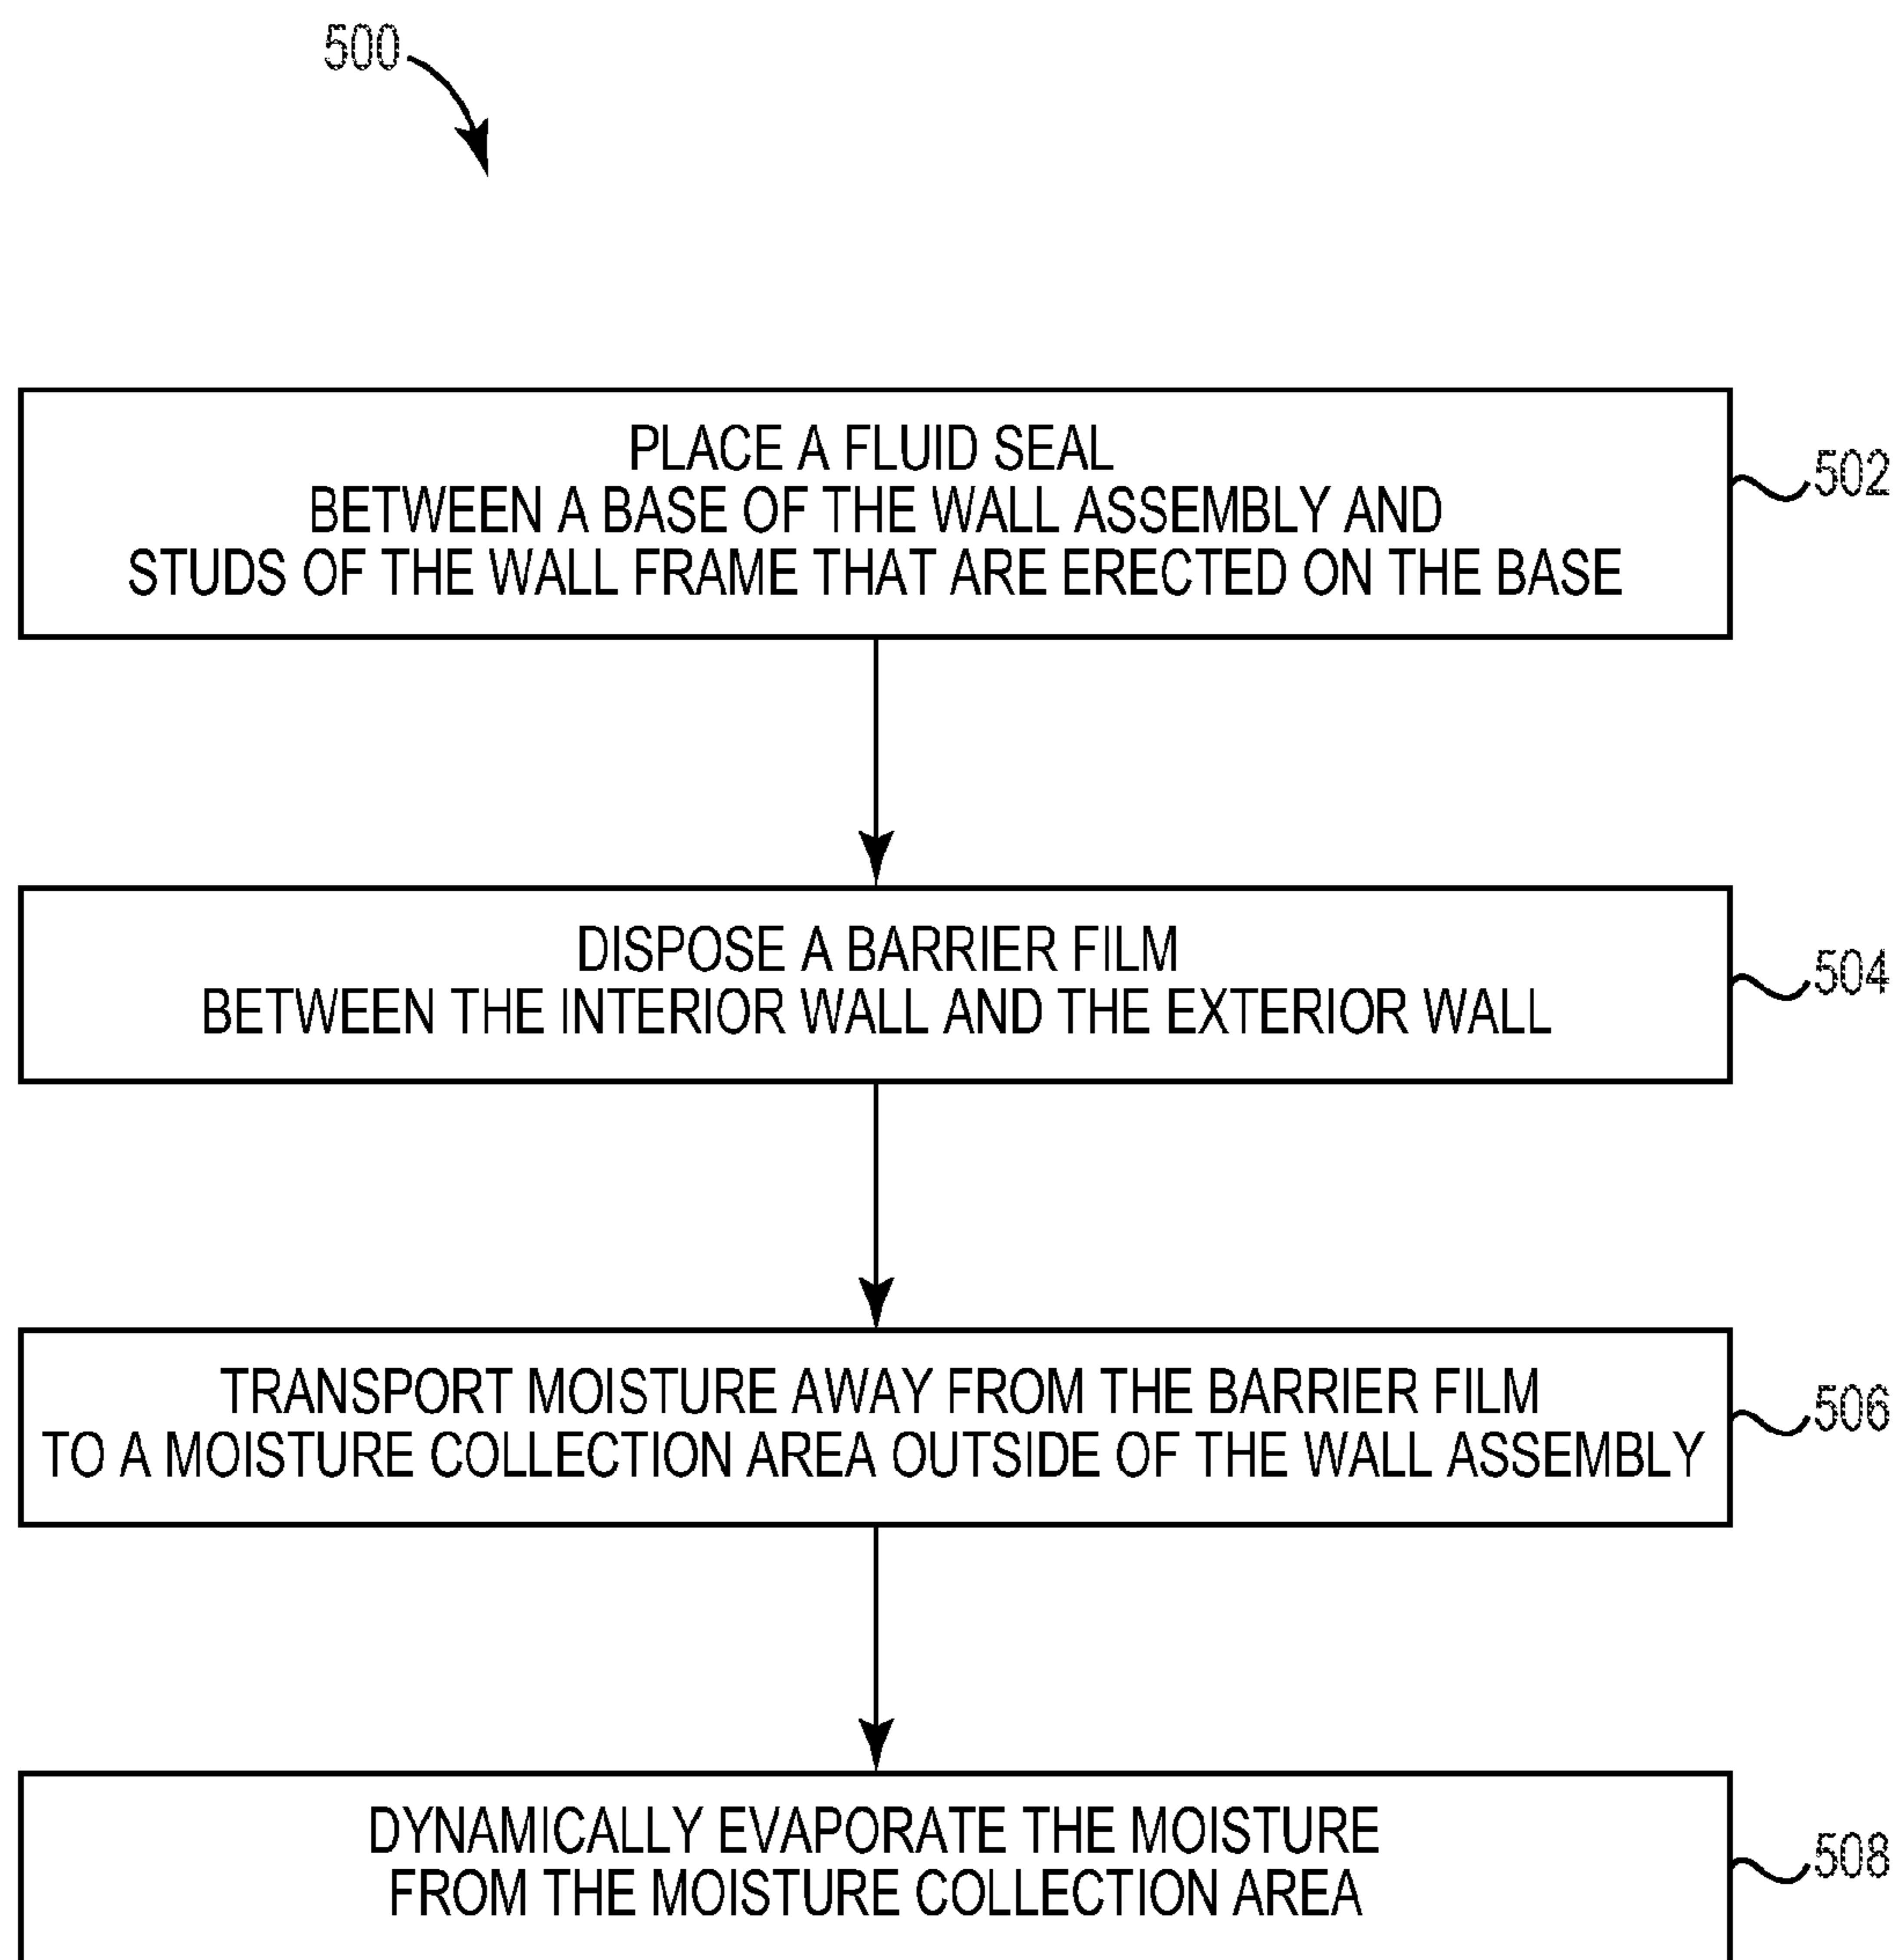 500
PLACE A FLUID SEAL
BETWEEN A BASE OF THE WALL ASSEMBLY AND
STUDS OF THE WALL FRAME THAT ARE ERECTED ON THE BASE
502
DISPOSE A BARRIER FILM
BETWEEN THE INTERIOR WALL AND THE EXTERIOR WALL
504
TRANSPORT MOISTURE AWAY FROM THE BARRIER FILM
TO A MOISTURE COLLECTION AREA OUTSIDE OF THE WALL ASSEMBLY
506
DYNAMICALLY EVAPORATE THE MOISTURE
FROM THE MOISTURE COLLECTION AREA
508